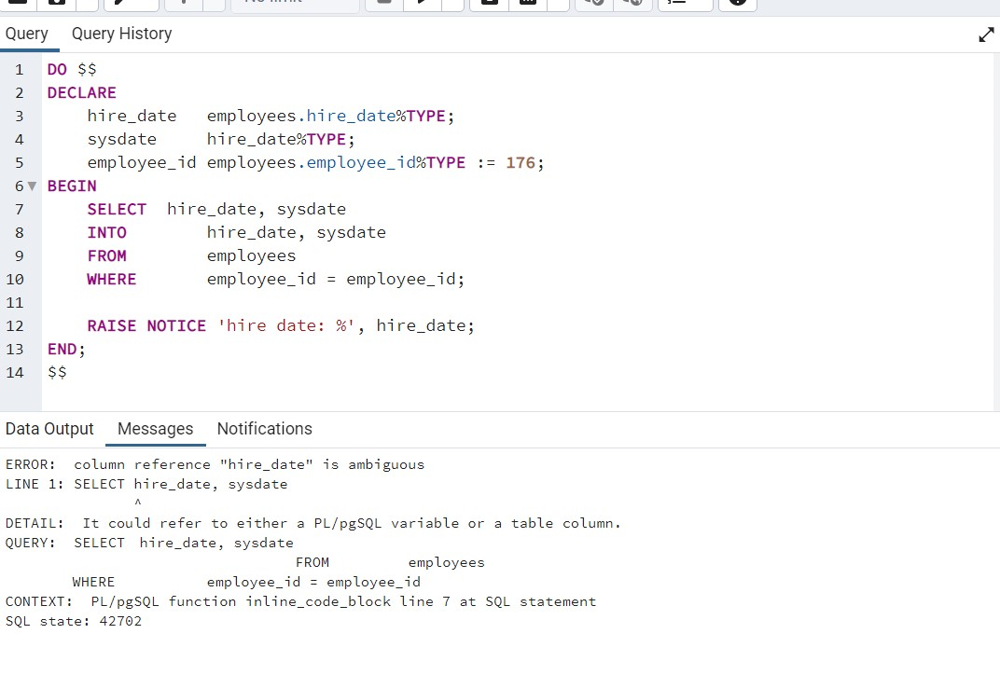 No limit
Query Query History
1 DO $$
2 DECLARE
3 hire_date employees.hire_date%TYPE;
4 sysdate hire_date%TYPE;
5 employee_id employees.employee_id%TYPE := 176;
6 BEGIN
7 SELECT hire_date, sysdate
8 INTO hire_date, sysdate
9 FROM employees
10 WHERE employee_id = employee_id;
11
12 RAISE NOTICE 'hire date: %', hire_date;
13 END;
14 $$
Data Output Messages Notifications
ERROR: column reference "hire_date" is ambiguous
LINE 1: SELECT hire_date, sysdate
^
DETAIL: It could refer to either a PL/pgSQL variable or a table column.
QUERY: SELECT hire_date, sysdate
FROM employees
WHERE employee_id = employee_id
CONTEXT: PL/pgSQL function inline_code_block line 7 at SQL statement
SQL state: 42702